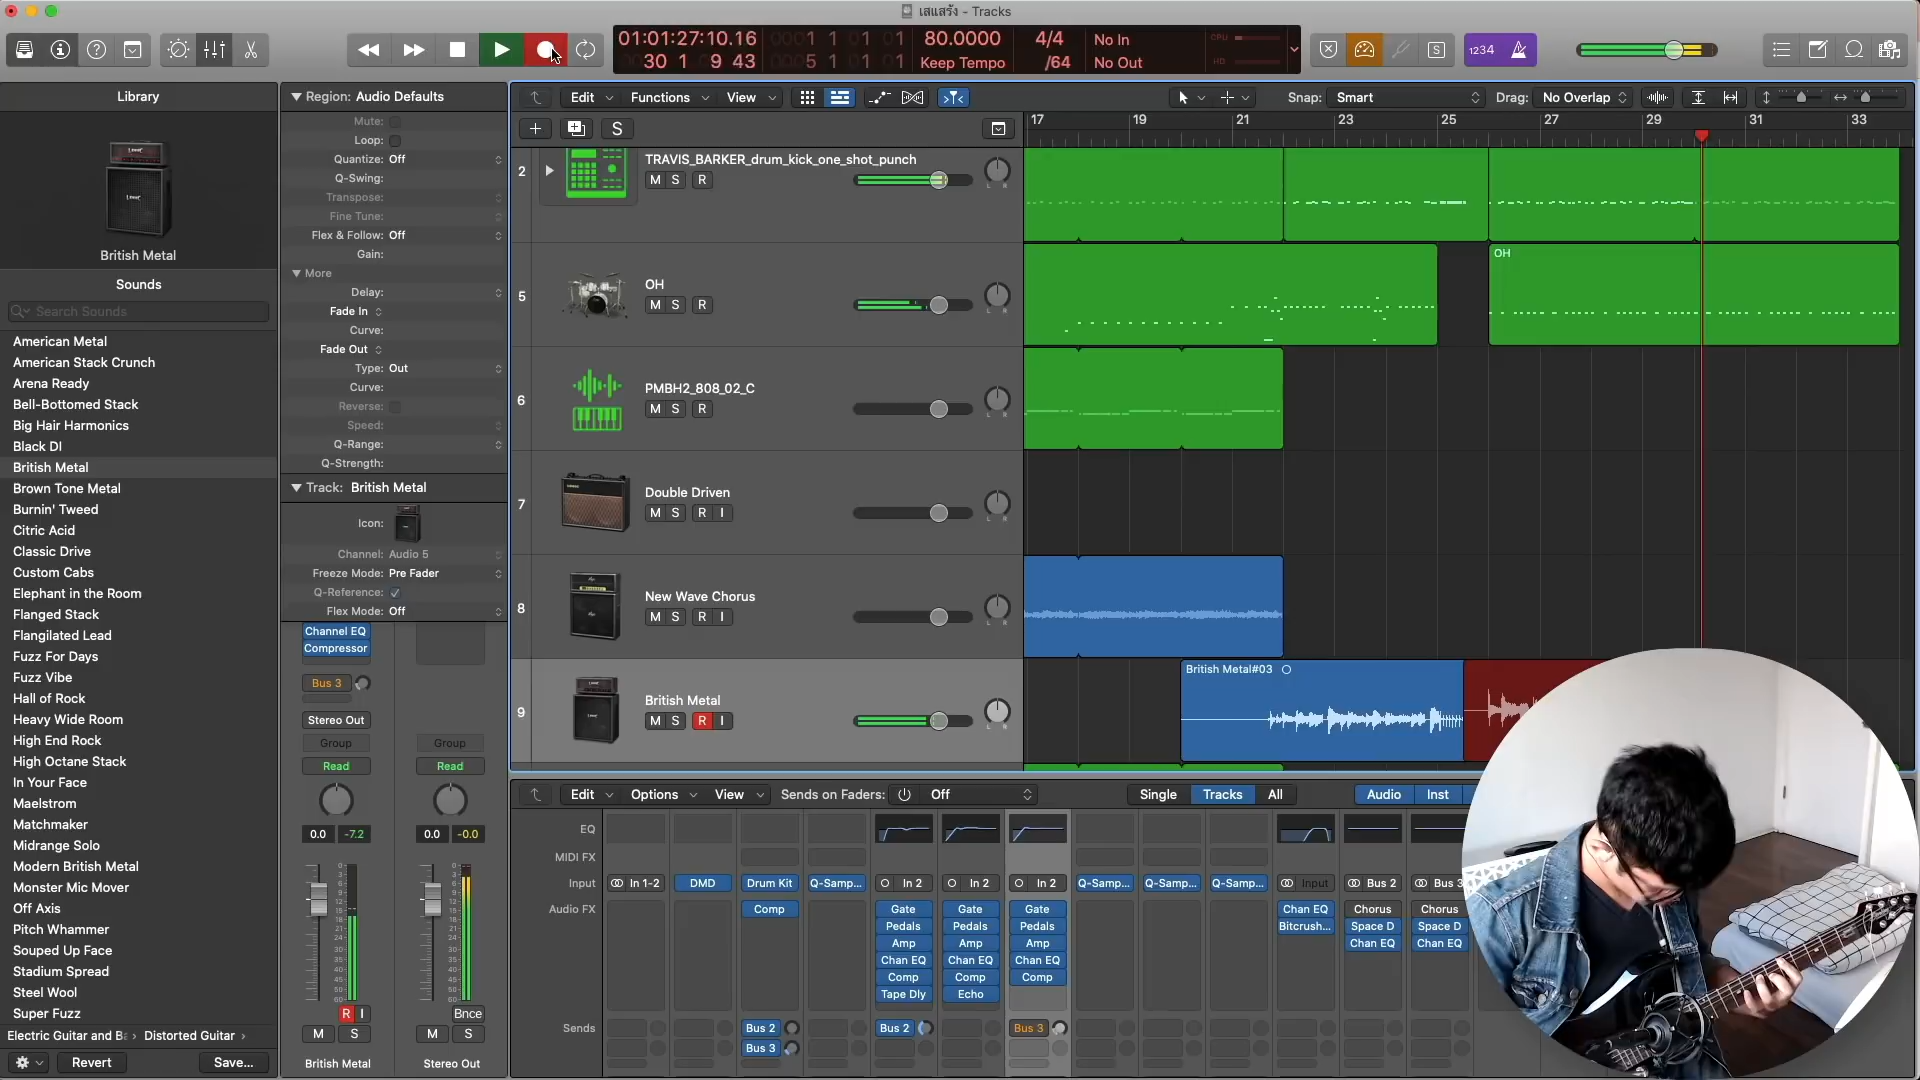 เสแสร้ง - Tracks
01:01:27:10.16
30 1 9 43
0001 1 01 01
0005 1 01 01
80.0000
Keep Tempo
4/4
/64
No In
No Out
CPU
HD
S
1234
Library
British Metal
Sounds
Search Sounds
American Metal
American Stack Crunch
Arena Ready
Bell-Bottomed Stack
Big Hair Harmonics
Black DI
British Metal
Brown Tone Metal
Burnin' Tweed
Citric Acid
Classic Drive
Custom Cabs
Elephant in the Room
Flanged Stack
Flangilated Lead
Fuzz For Days
Fuzz Vibe
Hall of Rock
Heavy Wide Room
High End Rock
High Octane Stack
In Your Face
Maelstrom
Matchmaker
Midrange Solo
Modern British Metal
Monster Mic Mover
Off Axis
Pitch Whammer
Souped Up Face
Stadium Spread
Steel Wool
Super Fuzz
Electric Guitar and Ba
Distorted Guitar
Revert
Save...
Region: Audio Defaults
Mute:
Loop:
Quantize: Off
Q-Swing:
Transpose:
Fine Tune:
Flex & Follow: Off
Gain:
More
Delay:
Fade In
Curve:
Fade Out
Type: Out
Curve:
Reverse:
Speed:
Q-Range:
Q-Strength:
Track: British Metal
Icon:
Channel: Audio 5
Freeze Mode: Pre Fader
Q-Reference:
Flex Mode: Off
Channel EQ
Compressor
Bus 3
Stereo Out
Group
Group
Read
Read
0.0 -7.2
0.0 -0.0
R I
Bnce
M S
M S
British Metal
Stereo Out
Edit
Functions
View
Snap: Smart
Drag: No Overlap
S
17 19 21 23 25 27 29 31 33
2
TRAVIS_BARKER_drum_kick_one_shot_punch
M S R
5
OH
M S R
OH
6
PMBH2_808_02_C
M S R
7
Double Driven
M S R I
8
New Wave Chorus
M S R I
9
British Metal
M S R I
British Metal#03
Edit
Options
View
Sends on Faders:
Off
Single
Tracks
All
Audio
Inst
EQ
MIDI FX
Input
In 1-2
DMD
Drum Kit
Q-Samp...
In 2
In 2
In 2
Q-Samp...
Q-Samp...
Q-Samp...
Input
Bus 2
Bus 3
Audio FX
Comp
Gate
Gate
Gate
Chan EQ
Chorus
Chorus
Pedals
Pedals
Pedals
Bitcrush...
Space D
Space D
Amp
Amp
Amp
Chan EQ
Chan EQ
Chan EQ
Chan EQ
Chan EQ
Comp
Comp
Comp
Tape Dly
Echo
Sends
Bus 2
Bus 2
Bus 3
Bus 3